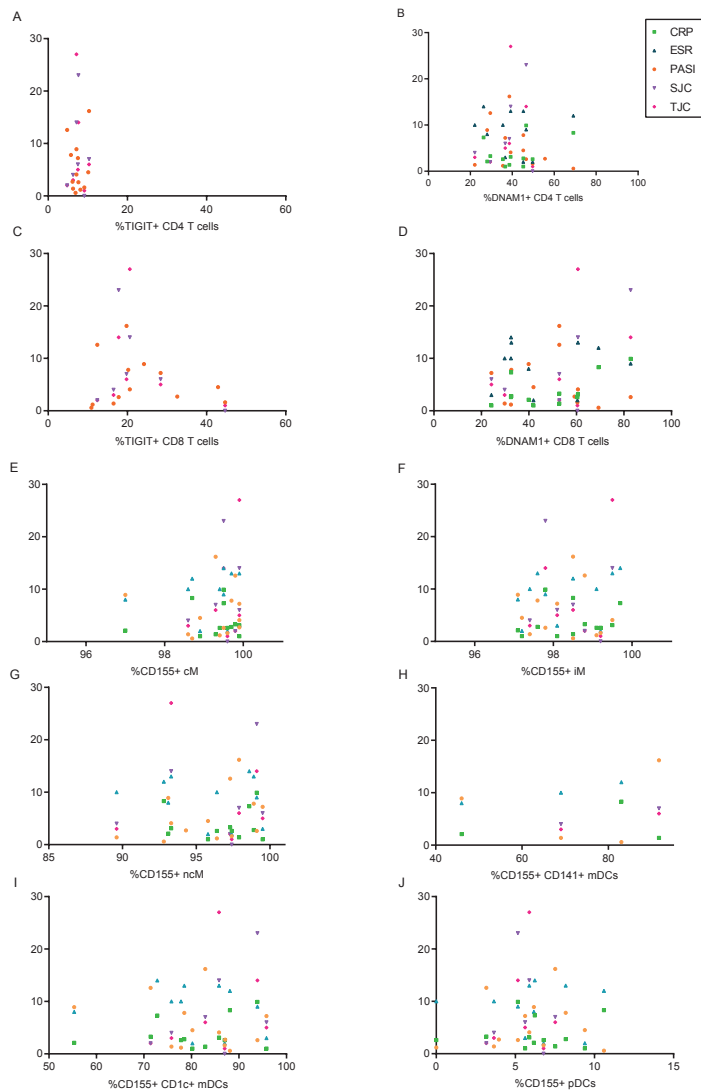 A
30
20
10
0
0 20 40 60
%TIGIT+ CD4 T cells
B
30
20
10
0
0 20 40 60 80 100
%DNAM1+ CD4 T cells
CRP
ESR
PASI
SJC
TJC
C
30
20
10
0
0 20 40 60
%TIGIT+ CD8 T cells
D
30
20
10
0
0 20 40 60 80 100
%DNAM1+ CD8 T cells
E
30
20
10
0
96 98 100
%CD155+ cM
F
30
20
10
0
96 98 100
%CD155+ iM
G
30
20
10
0
85 90 95 100
%CD155+ ncM
H
30
20
10
0
40 60 80
%CD155+ CD141+ mDCs
I
30
20
10
0
50 60 70 80 90 100
%CD155+ CD1c+ mDCs
J
30
20
10
0
0 5 10 15
%CD155+ pDCs